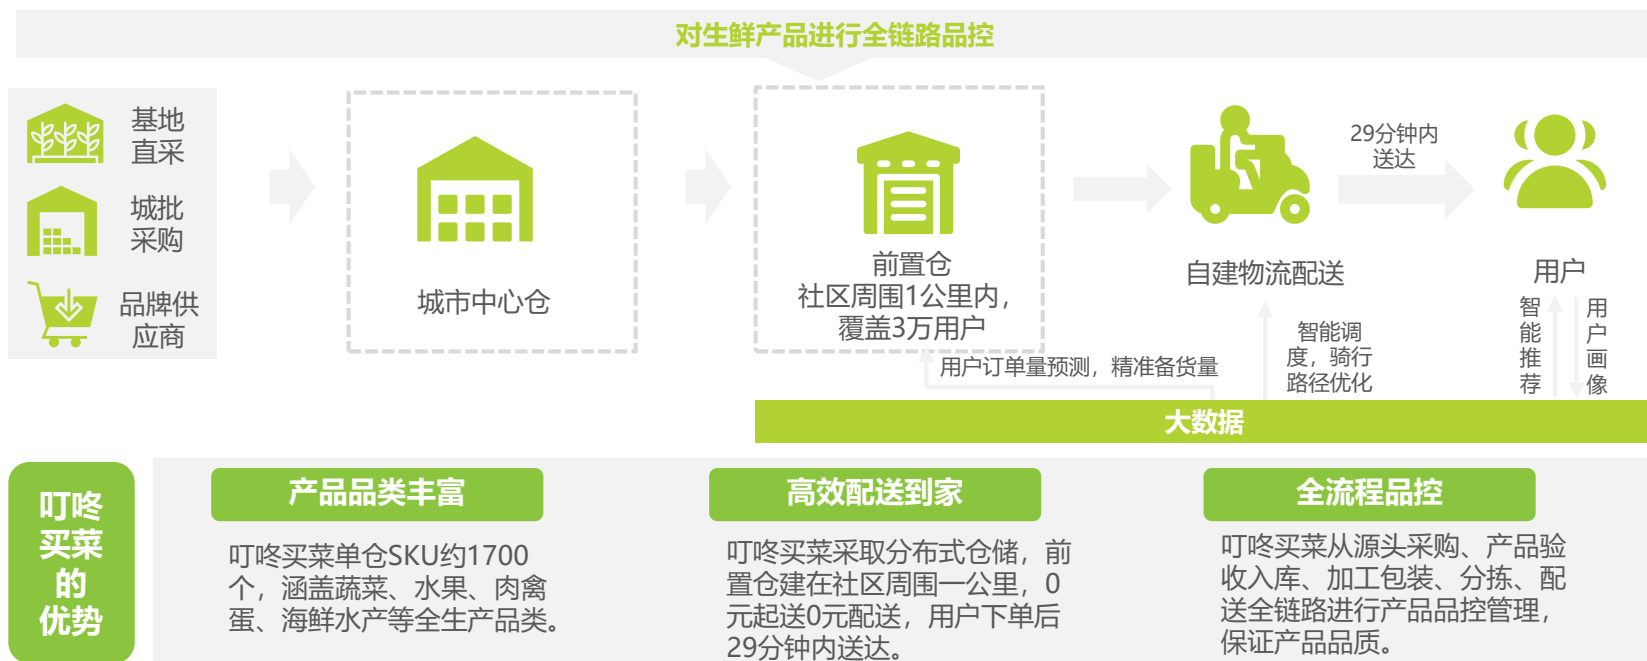 对生鲜产品进行全链路品控
基地
直采
城批
采购
品牌供
应商
城市中心仓
前置仓
社区周围1公里内，
覆盖3万用户
自建物流配送
29分钟内
送达
用户
用户订单量预测，精准备货量
智能调
度，骑行
路径优化
智
能
推
荐
用
户
画
像
大数据
叮咚
买菜
的
优势
产品品类丰富
叮咚买菜单仓SKU约1700
个，涵盖蔬菜、水果、肉禽
蛋、海鲜水产等全生产品类。
高效配送到家
叮咚买菜采取分布式仓储，前
置仓建在社区周围一公里，0
元起送0元配送，用户下单后
29分钟内送达。
全流程品控
叮咚买菜从源头采购、产品验
收入库、加工包装、分拣、配
送全链路进行产品品控管理，
保证产品品质。